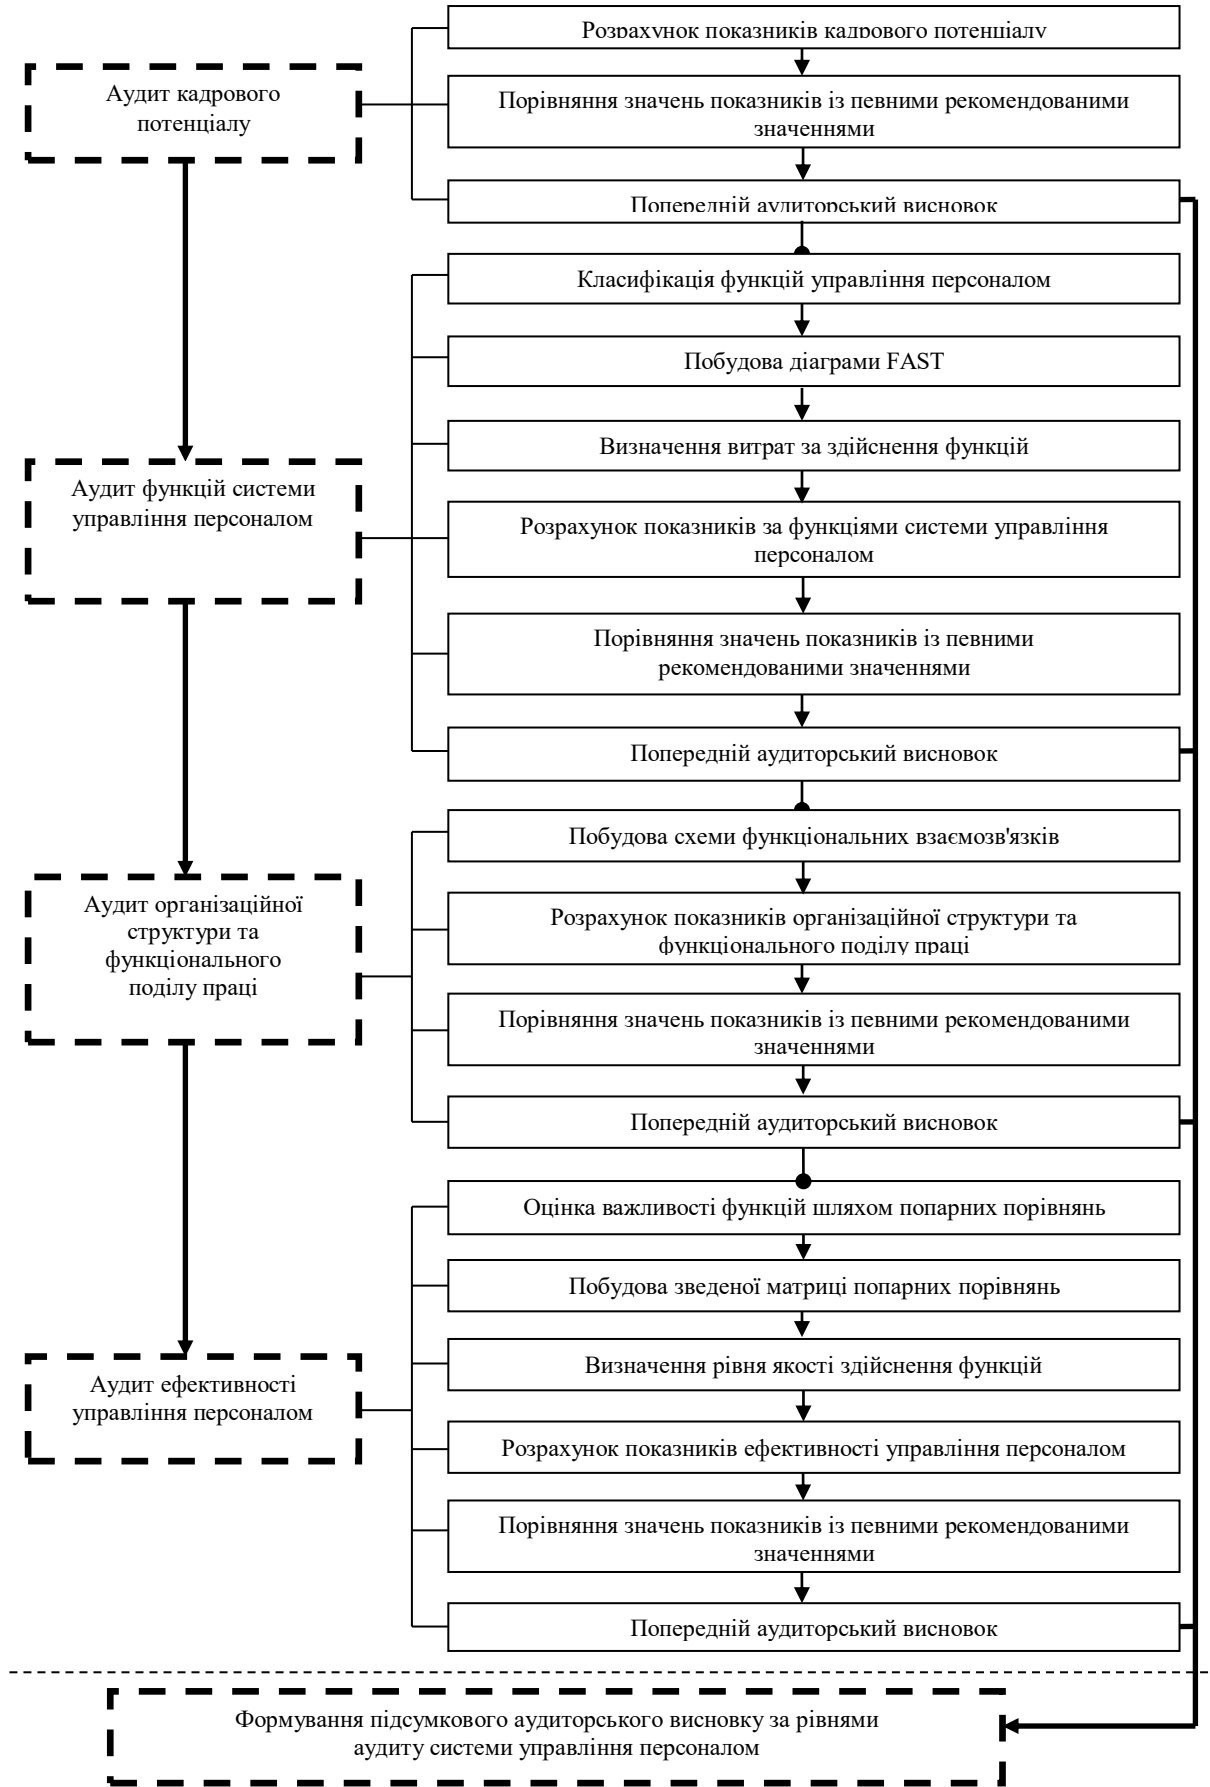 Розрахунок показників кадрового потенціалу
Аудит кадрового
потенціалу
Порівняння значень показників із певними рекомендованими
значеннями
Попередній аудиторський висновок
Класифікація функцій управління персоналом
Побудова діаграми FAST
Визначення витрат за здійснення функцій
Аудит функцій системи
управління персоналом
Розрахунок показників за функціями системи управління
персоналом
Порівняння значень показників із певними
рекомендованими значеннями
Попередній аудиторський висновок
Побудова схеми функціональних взаємозв'язків
Аудит організаційної
структури та
функціонального
поділу праці
Розрахунок показників організаційної структури та
функціонального поділу праці
Порівняння значень показників із певними рекомендованими
значеннями
Попередній аудиторський висновок
Оцінка важливості функцій шляхом попарних порівнянь
Побудова зведеної матриці попарних порівнянь
Визначення рівня якості здійснення функцій
Аудит ефективності
управління персоналом
Розрахунок показників ефективності управління персоналом
Порівняння значень показників із певними рекомендованими
значеннями
Попередній аудиторський висновок
Формування підсумкового аудиторського висновку за рівнями
аудиту системи управління персоналом